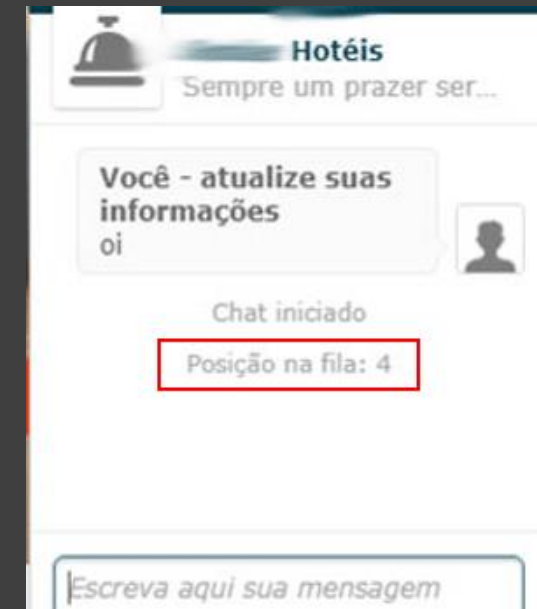 Hotéis
Sempre um prazer ser...
Você - atualize suas
informações
oi
Chat iniciado
Posição na fila: 4
Escreva aqui sua mensagem